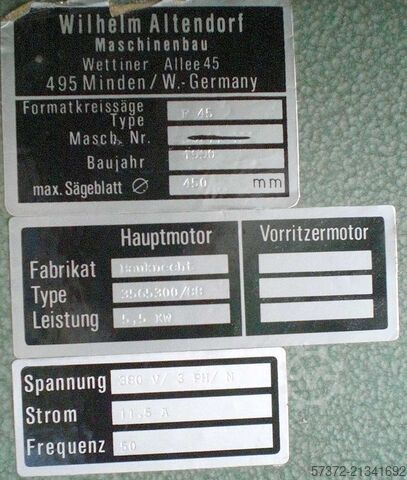 Wilhelm Altendorf
Maschinenbau
Wettiner Allee 45
495 Minden/W.-Germany
Formatkreissäge
Type F 45
Masch. Nr.
Baujahr 1990
max. Sägeblatt ∅ 450 mm
Hauptmotor Vorritzermotor
Fabrikat Bauknecht
Type
Leistung 5,5 KW
Spannung 380 V/ 3 PH/ N
Strom 11,5 A
Frequenz 50
57372-21341692